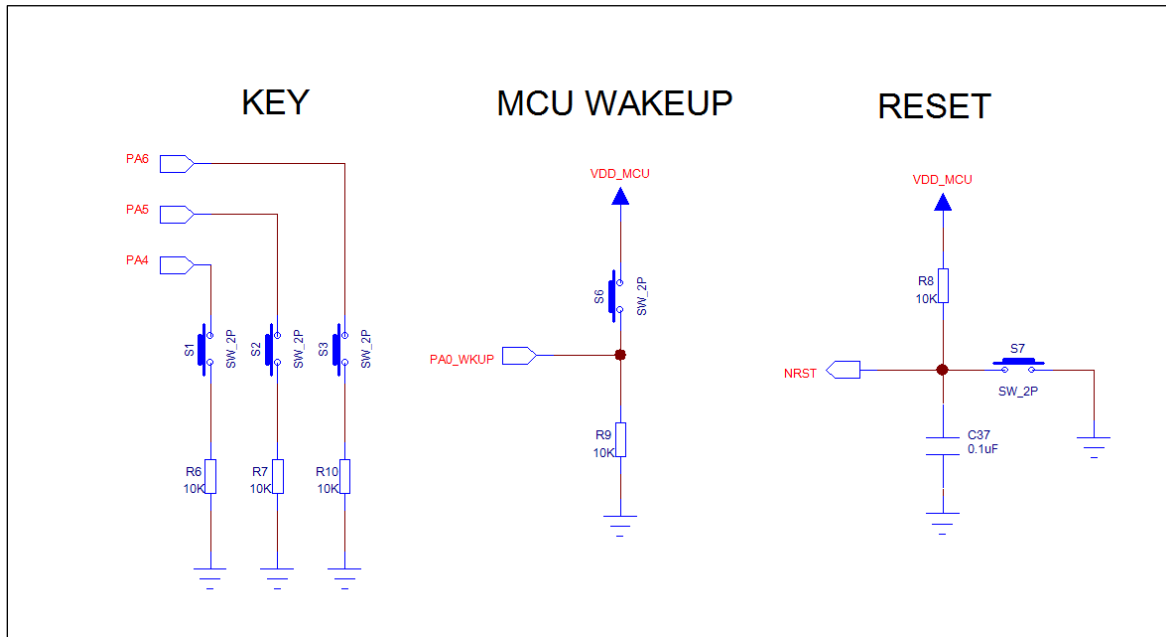 KEY
MCU WAKEUP
RESET
PA6
PA5
PA4
S1
SW_2P
S2
SW_2P
S3
SW_2P
R6
10K
R7
10K
R10
10K
VDD_MCU
S6
SW_2P
PA0_WKUP
R9
10K
VDD_MCU
R8
10K
S7
SW_2P
NRST
C37
0.1uF